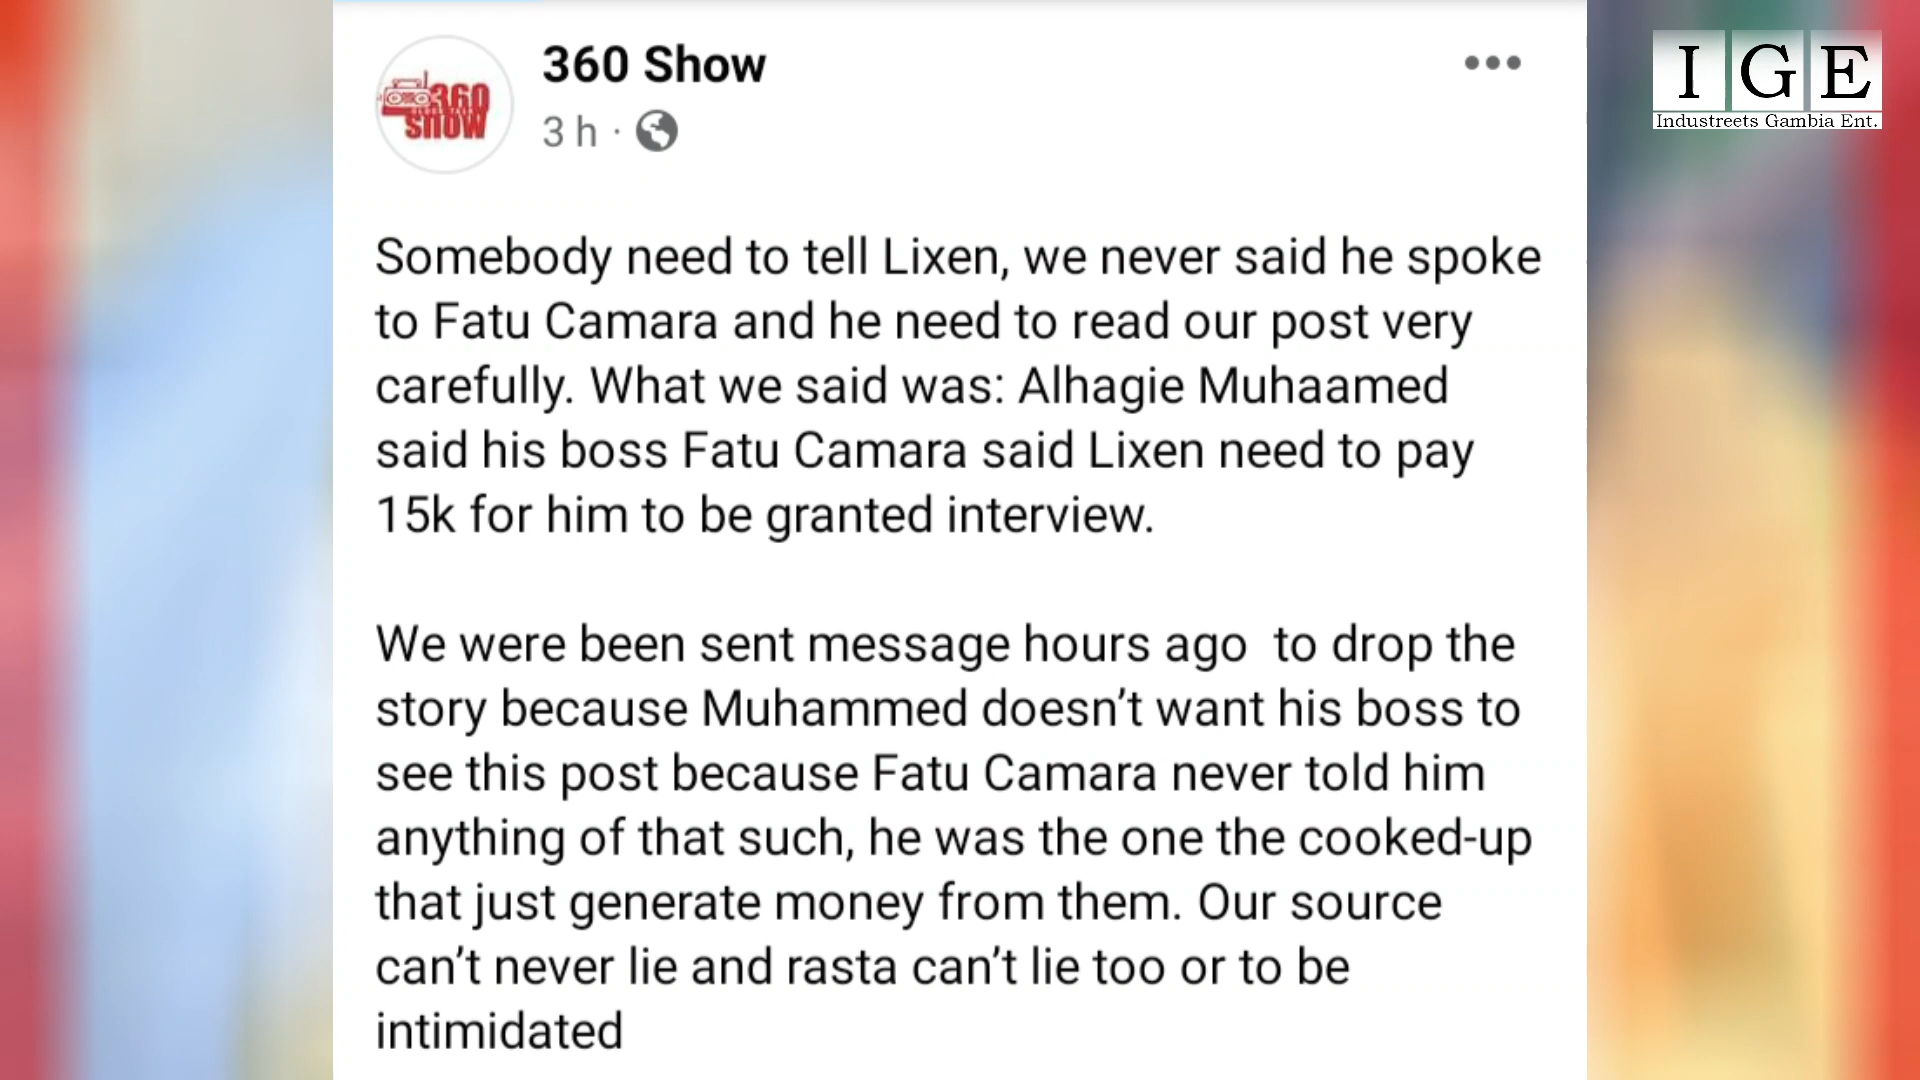 360 Show
3 h ·
360
SHOW
I G E
Industreets Gambia Ent.
Somebody need to tell Lixen, we never said he spoke
to Fatu Camara and he need to read our post very
carefully. What we said was: Alhagie Muhaamed
said his boss Fatu Camara said Lixen need to pay
15k for him to be granted interview.
We were been sent message hours ago  to drop the
story because Muhammed doesn’t want his boss to
see this post because Fatu Camara never told him
anything of that such, he was the one the cooked-up
that just generate money from them. Our source
can’t never lie and rasta can’t lie too or to be
intimidated